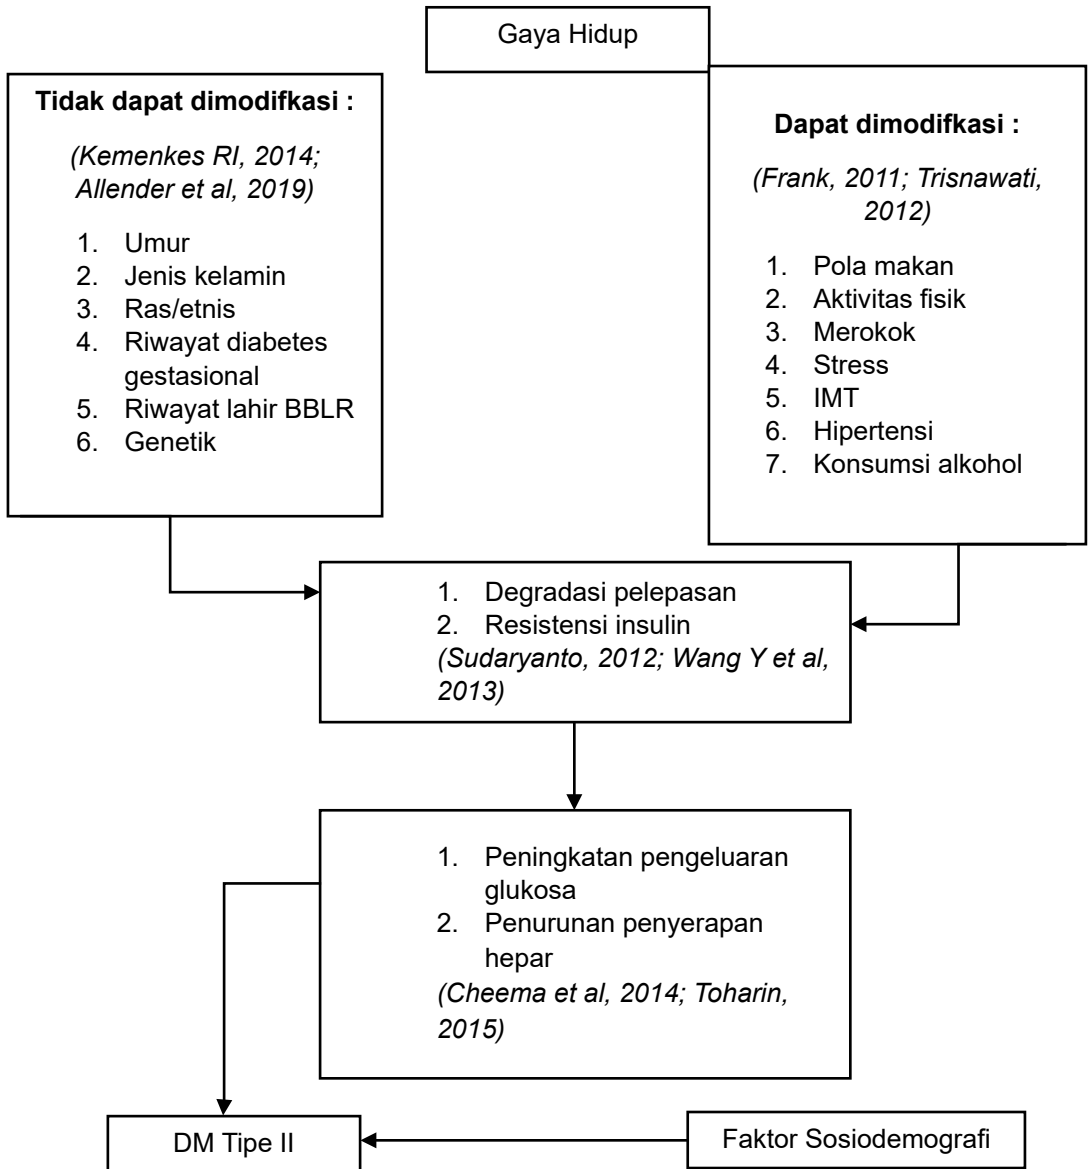 Gaya Hidup
Tidak dapat dimodifkasi :
(Kemenkes RI, 2014;
Allender et al, 2019)
1. Umur
2. Jenis kelamin
3. Ras/etnis
4. Riwayat diabetes
gestasional
5. Riwayat lahir BBLR
6. Genetik
Dapat dimodifkasi :
(Frank, 2011; Trisnawati,
2012)
1. Pola makan
2. Aktivitas fisik
3. Merokok
4. Stress
5. IMT
6. Hipertensi
7. Konsumsi alkohol
1. Degradasi pelepasan
2. Resistensi insulin
(Sudaryanto, 2012; Wang Y et al,
2013)
1. Peningkatan pengeluaran
glukosa
2. Penurunan penyerapan
hepar
(Cheema et al, 2014; Toharin,
2015)
DM Tipe II
Faktor Sosiodemografi